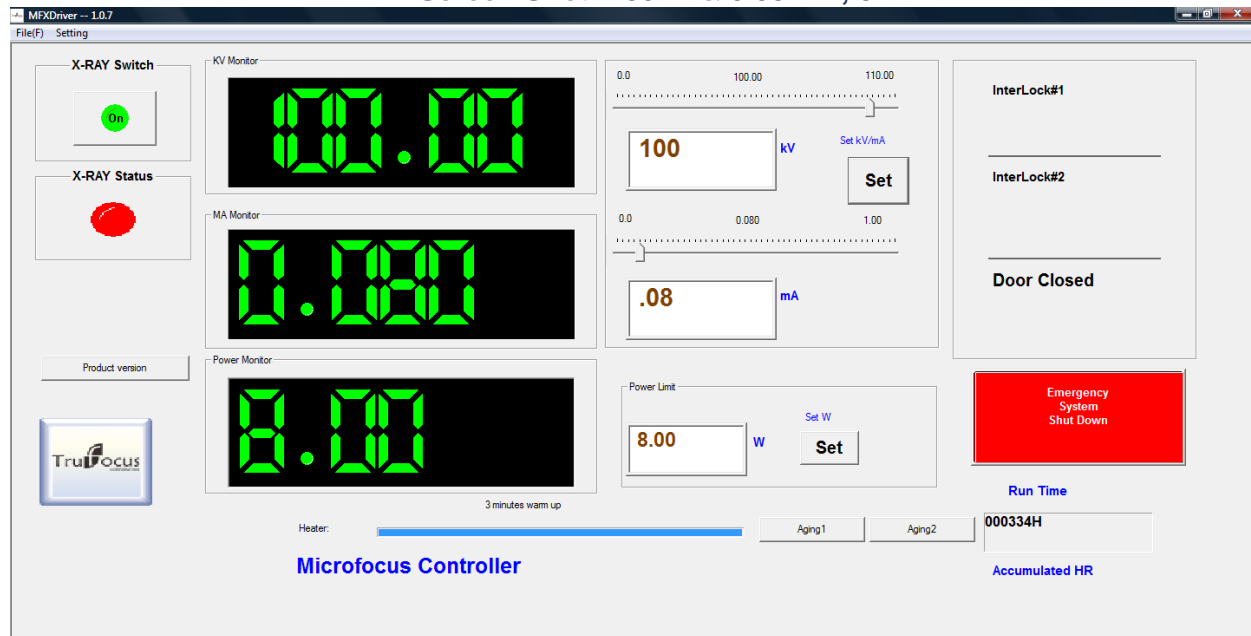 MFXDriver -- 1.0.7
File(F) Setting
X-RAY Switch
On
X-RAY Status
Product version
TruFocus
KV Monitor
100.00
MA Monitor
0.080
Power Monitor
8.00
0.0 100.00 110.00
100 kV
Set kV/mA
Set
0.0 0.080 1.00
.08 mA
Power Limit
8.00 W
Set W
Set
InterLock#1
InterLock#2
Door Closed
Emergency
System
Shut Down
Run Time
000334H
Accumulated HR
3 minutes warm up
Heater:
Aging1
Aging2
Microfocus Controller